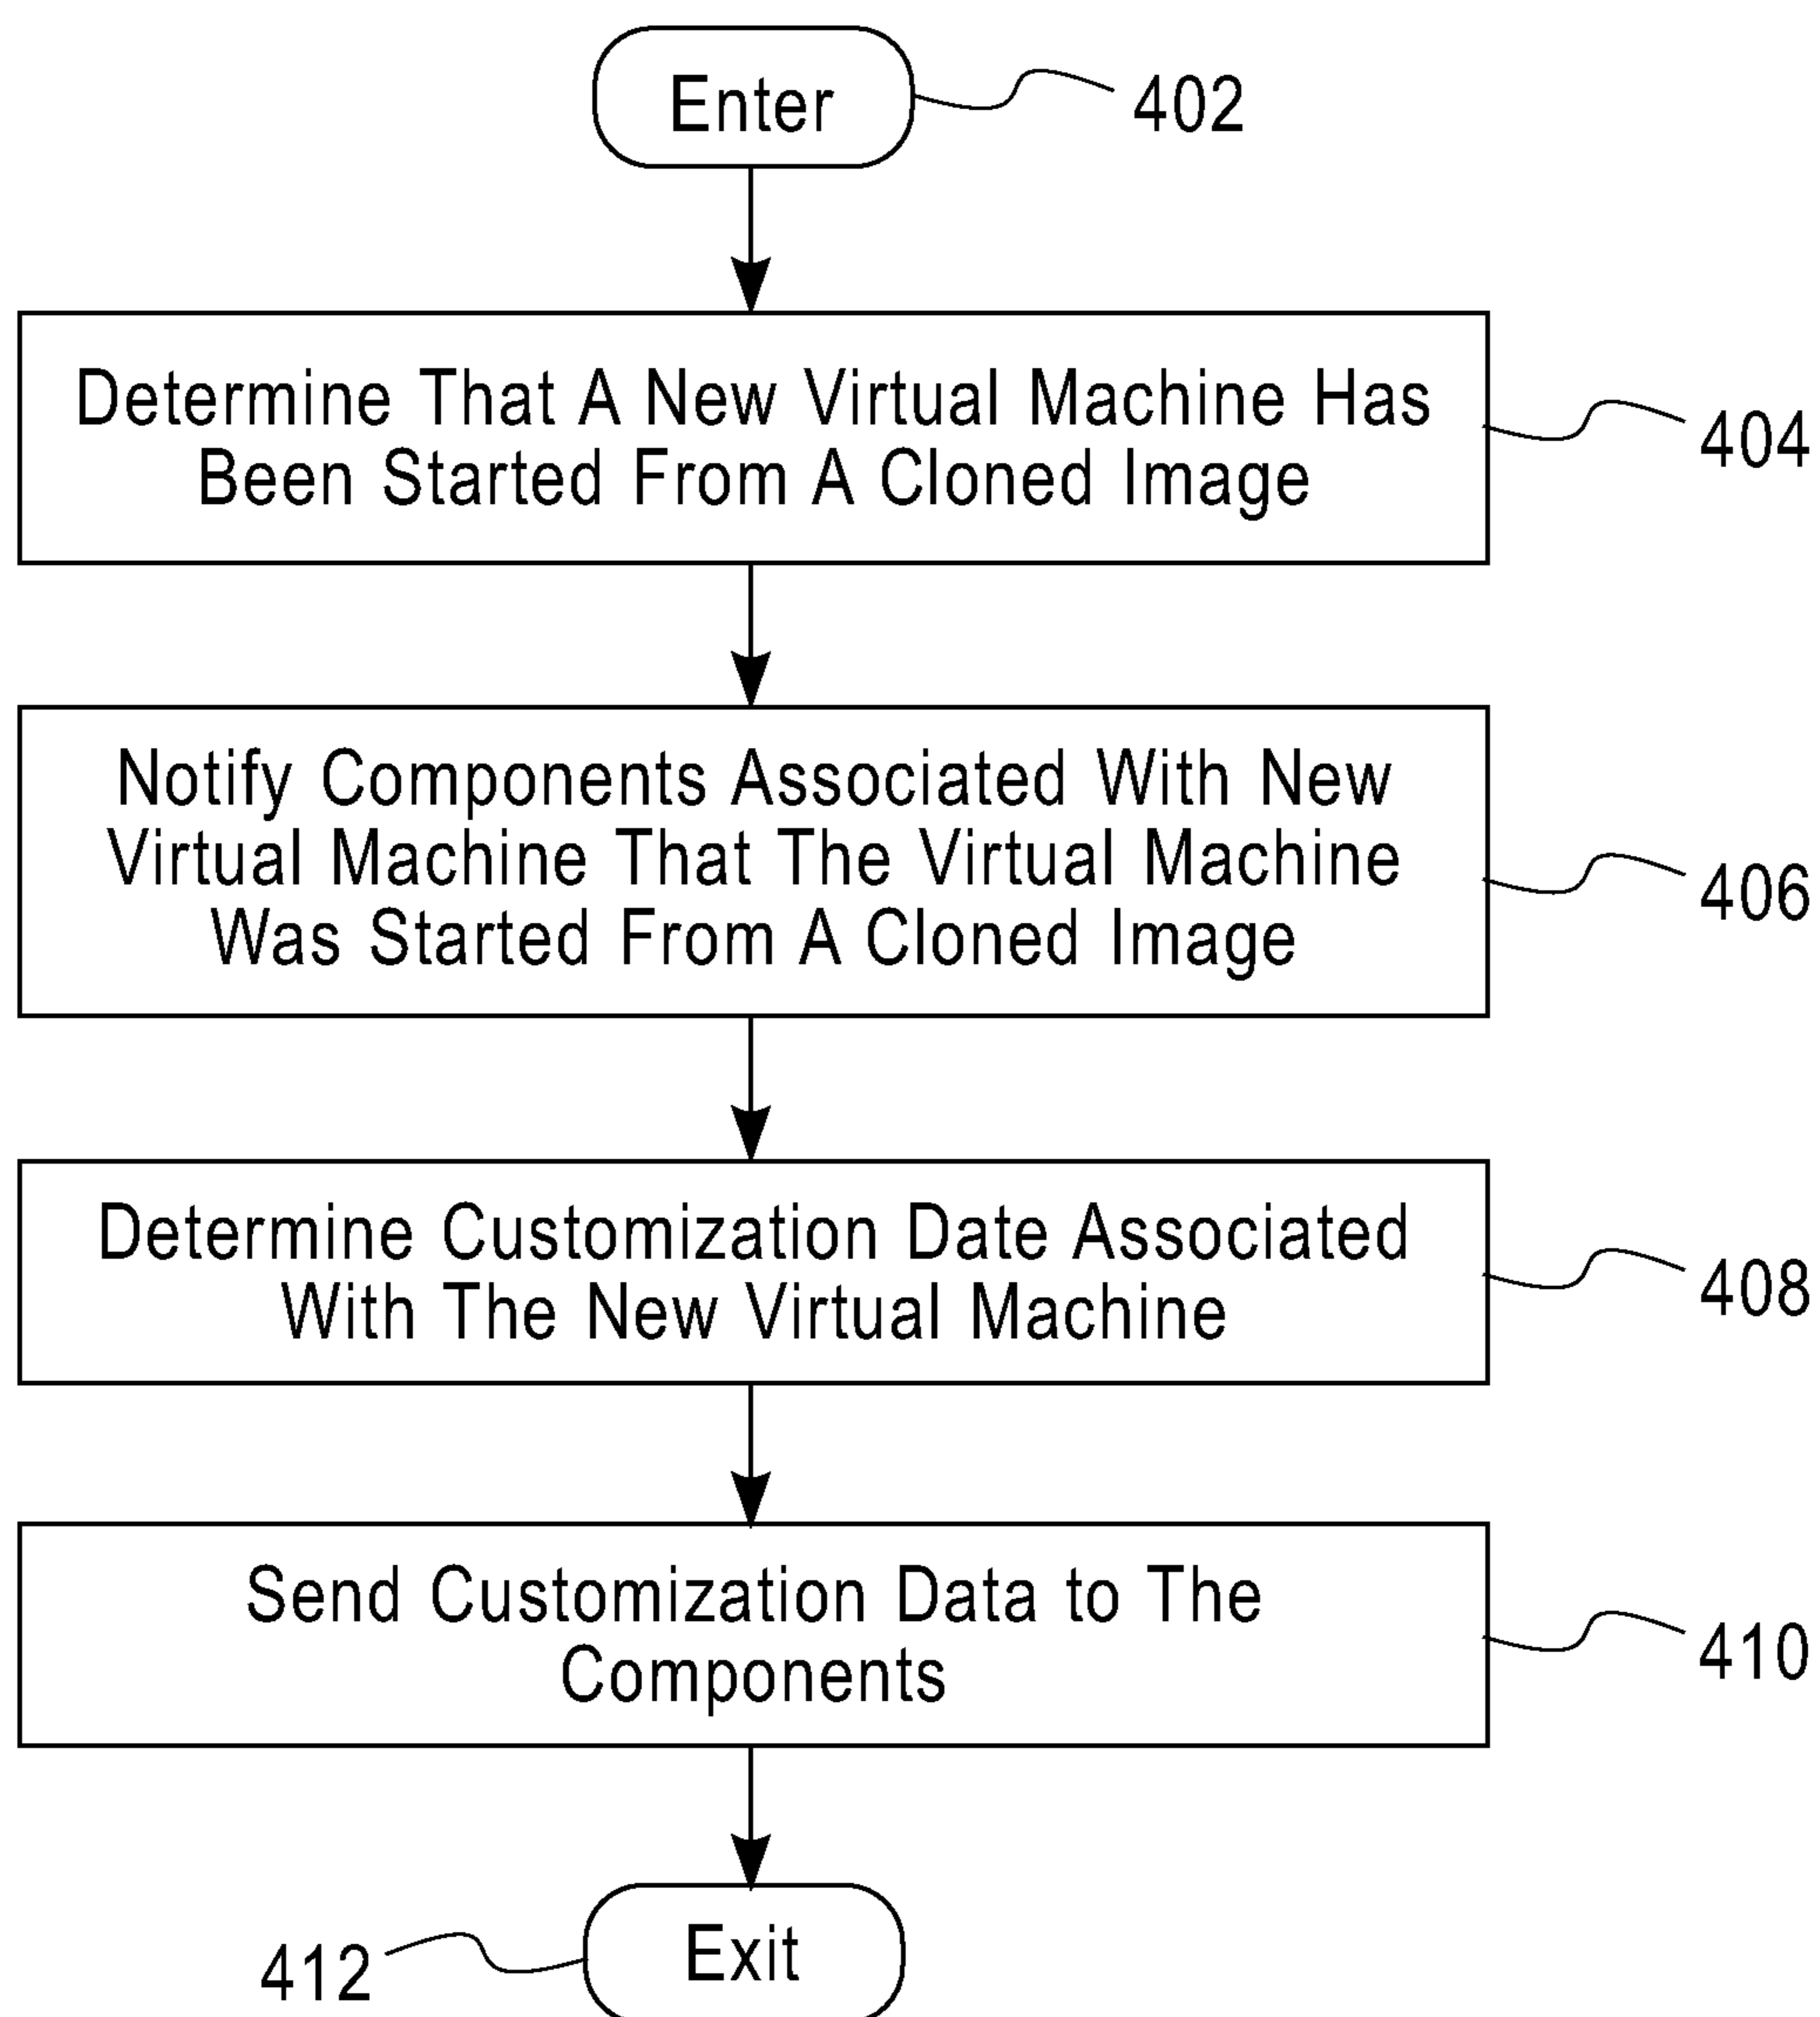 Enter
402
Determine That A New Virtual Machine Has
Been Started From A Cloned Image
404
Notify Components Associated With New
Virtual Machine That The Virtual Machine
Was Started From A Cloned Image
406
Determine Customization Date Associated
With The New Virtual Machine
408
Send Customization Data to The
Components
410
Exit
412